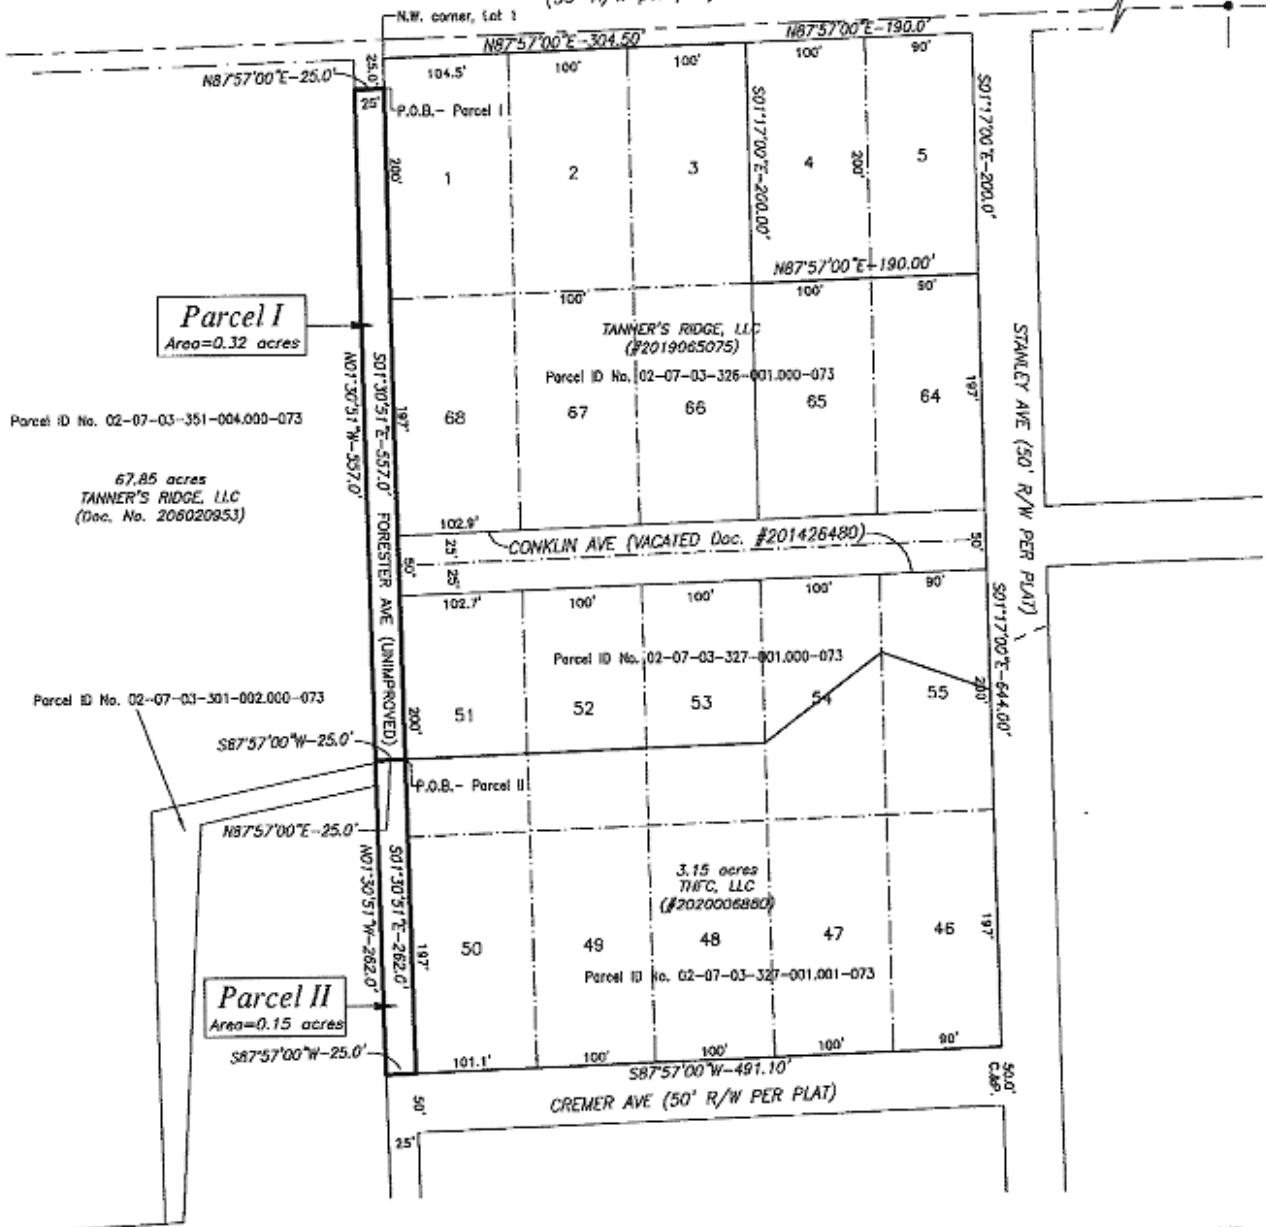 N.W. corner, Lot 1
N87°57'00"E-304.50'
N87°57'00"E-190.0'
N87°57'00"E-25.0'
25.0'
104.5'
100'
100'
100'
90'
25'
P.O.B.- Parcel I
200'
1
2
3
S01°17'00"E-200.00'
4
200'
5
S01°17'00"E-200.0'
N87°57'00"E-190.00'
100'
100'
90'
Parcel I
Area=0.32 acres
TANNER'S RIDGE, LLC
(#2019065075)
Parcel ID No. 02-07-03-326-001.000-073
N01°30'51"W-557.0'
S01°30'51"E-557.0'
197'
68
67
66
65
64
197'
STANLEY AVE (50' R/W PER PLAT)
Parcel ID No. 02-07-03-351-004.000-073
67.85 acres
TANNER'S RIDGE, LLC
(Doc. No. 206020953)
FORESTER AVE (UNIMPROVED)
102.9'
25'
50'
25'
CONKLIN AVE (VACATED Doc. #201426480)
50'
102.7'
100'
100'
100'
90'
S01°17'00"E-644.00'
Parcel ID No. 02-07-03-327-001.000-073
200'
51
52
53
54
55
200'
Parcel ID No. 02-07-03-301-002.000-073
S87°57'00"W-25.0'
P.O.B.- Parcel II
N87°57'00"E-25.0'
N01°30'51"W-262.0'
S01°30'51"E-262.0'
3.15 acres
THFC, LLC
(#2020006880)
197'
50
49
48
47
46
197'
Parcel ID No. 02-07-03-327-001.001-073
Parcel II
Area=0.15 acres
S87°57'00"W-25.0'
101.1'
100'
100'
100'
90'
S87°57'00"W-491.10'
50'
CREMER AVE (50' R/W PER PLAT)
50.0'
25'